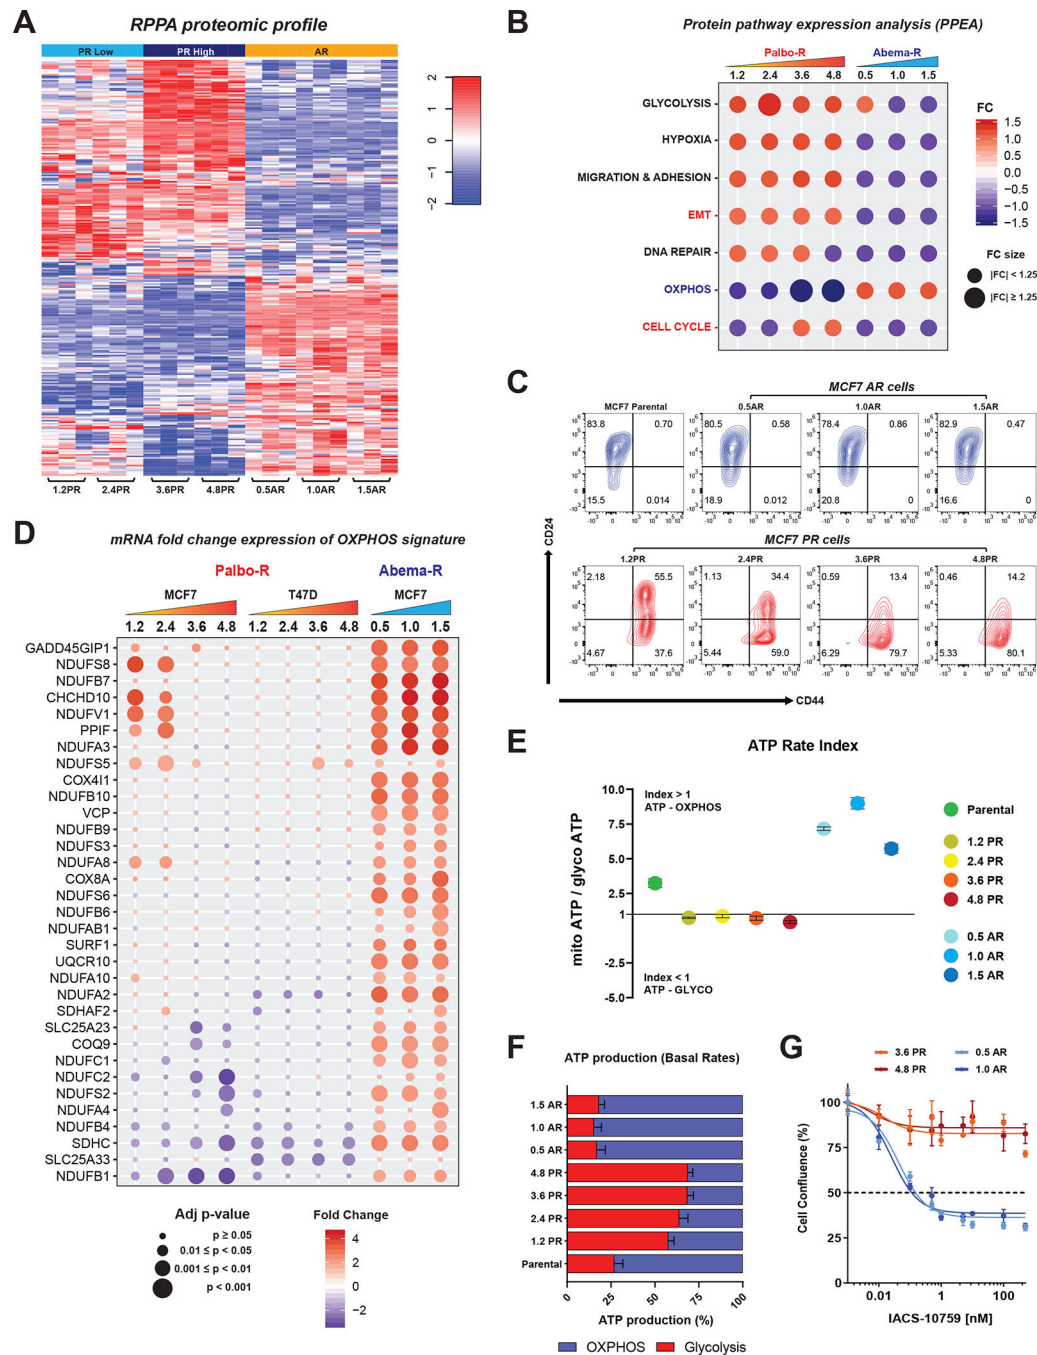 A
RPPA proteomic profile
PR Low PR High AR
2
1
0
−1
−2
1.2PR 2.4PR 3.6PR 4.8PR 0.5AR 1.0AR 1.5AR
B
Protein pathway expression analysis (PPEA)
Palbo-R Abema-R
1.2 2.4 3.6 4.8 0.5 1.0 1.5
GLYCOLYSIS
HYPOXIA
MIGRATION & ADHESION
EMT
DNA REPAIR
OXPHOS
CELL CYCLE
FC
1.5
1.0
0.5
0.0
−0.5
−1.0
−1.5
FC size
|FC| < 1.25
|FC| ≥ 1.25
C
MCF7 AR cells
MCF7 Parental 0.5AR 1.0AR 1.5AR
83.8 0.70 80.5 0.58 78.4 0.86 82.9 0.47
15.5 0.014 18.9 0.012 20.8 0 16.6 0
MCF7 PR cells
1.2PR 2.4PR 3.6PR 4.8PR
2.18 55.5 1.13 34.4 0.59 13.4 0.46 14.2
4.67 37.6 5.44 59.0 6.29 79.7 5.33 80.1
CD24
CD44
D
mRNA fold change expression of OXPHOS signature
Palbo-R Abema-R
MCF7 T47D MCF7
1.2 2.4 3.6 4.8 1.2 2.4 3.6 4.8 0.5 1.0 1.5
GADD45GIP1
NDUFS8
NDUFB7
CHCHD10
NDUFV1
PPIF
NDUFA3
NDUFS5
COX4I1
NDUFB10
VCP
NDUFB9
NDUFS3
NDUFA8
COX8A
NDUFS6
NDUFB6
NDUFAB1
SURF1
UQCR10
NDUFA10
NDUFA2
SDHAF2
SLC25A23
COQ9
NDUFC1
NDUFC2
NDUFS2
NDUFA4
NDUFB4
SDHC
SLC25A33
NDUFB1
Adj p-value
p ≥ 0.05
0.01 ≤ p < 0.05
0.001 ≤ p < 0.01
p < 0.001
Fold Change
4
2
0
−2
E
ATP Rate Index
mito ATP / glyco ATP
10.0
7.5
5.0
2.5
1
-2.5
-5.0
Index > 1
ATP - OXPHOS
Index < 1
ATP - GLYCO
Parental
1.2 PR
2.4 PR
3.6 PR
4.8 PR
0.5 AR
1.0 AR
1.5 AR
F
ATP production (Basal Rates)
1.5 AR
1.0 AR
0.5 AR
4.8 PR
3.6 PR
2.4 PR
1.2 PR
Parental
0 25 50 75 100
ATP production (%)
OXPHOS Glycolysis
G
3.6 PR 0.5 AR
4.8 PR 1.0 AR
Cell Confluence (%)
100
50
0
0.01 1 100
IACS-10759 [nM]